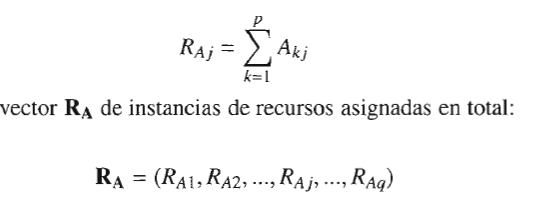 R_{Aj} = \sum_{k=1}^{p} A_{kj}
vector R_A de instancias de recursos asignadas en total:
R_A = (R_{A1}, R_{A2}, ..., R_{Aj}, ..., R_{Aq})